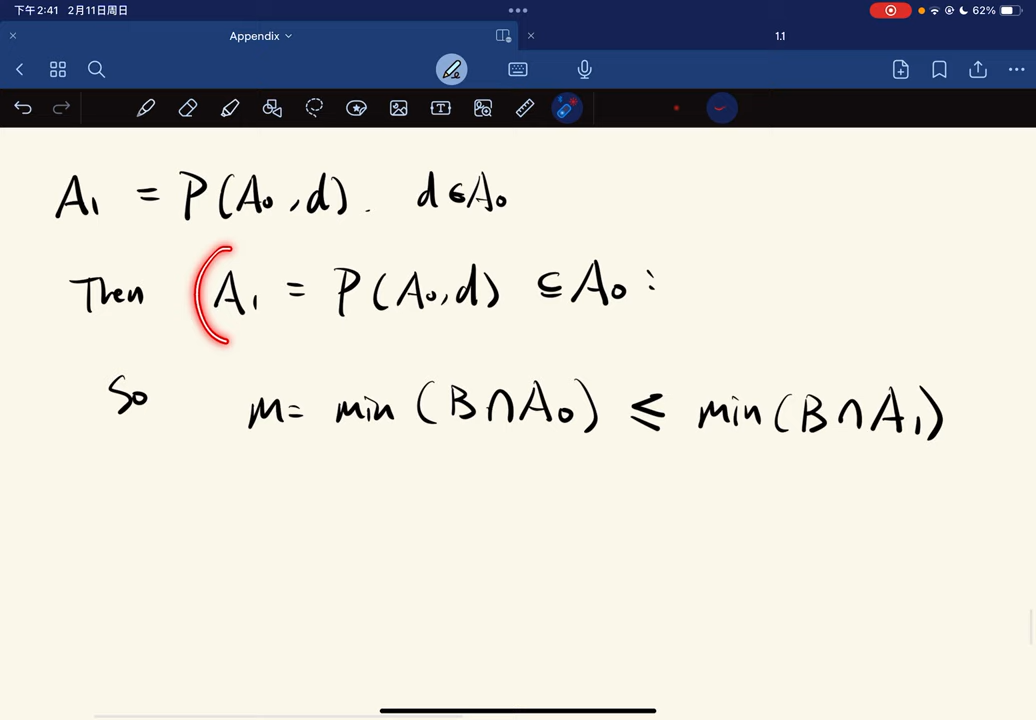 下午2:41 2月11日周日 62%
Appendix 1.1
A₁ = P(A₀,d). d∈A₀
Then (A₁ = P(A₀,d) ⊆ A₀:
So m= min (B∩A₀) ≤ min(B∩A₁)